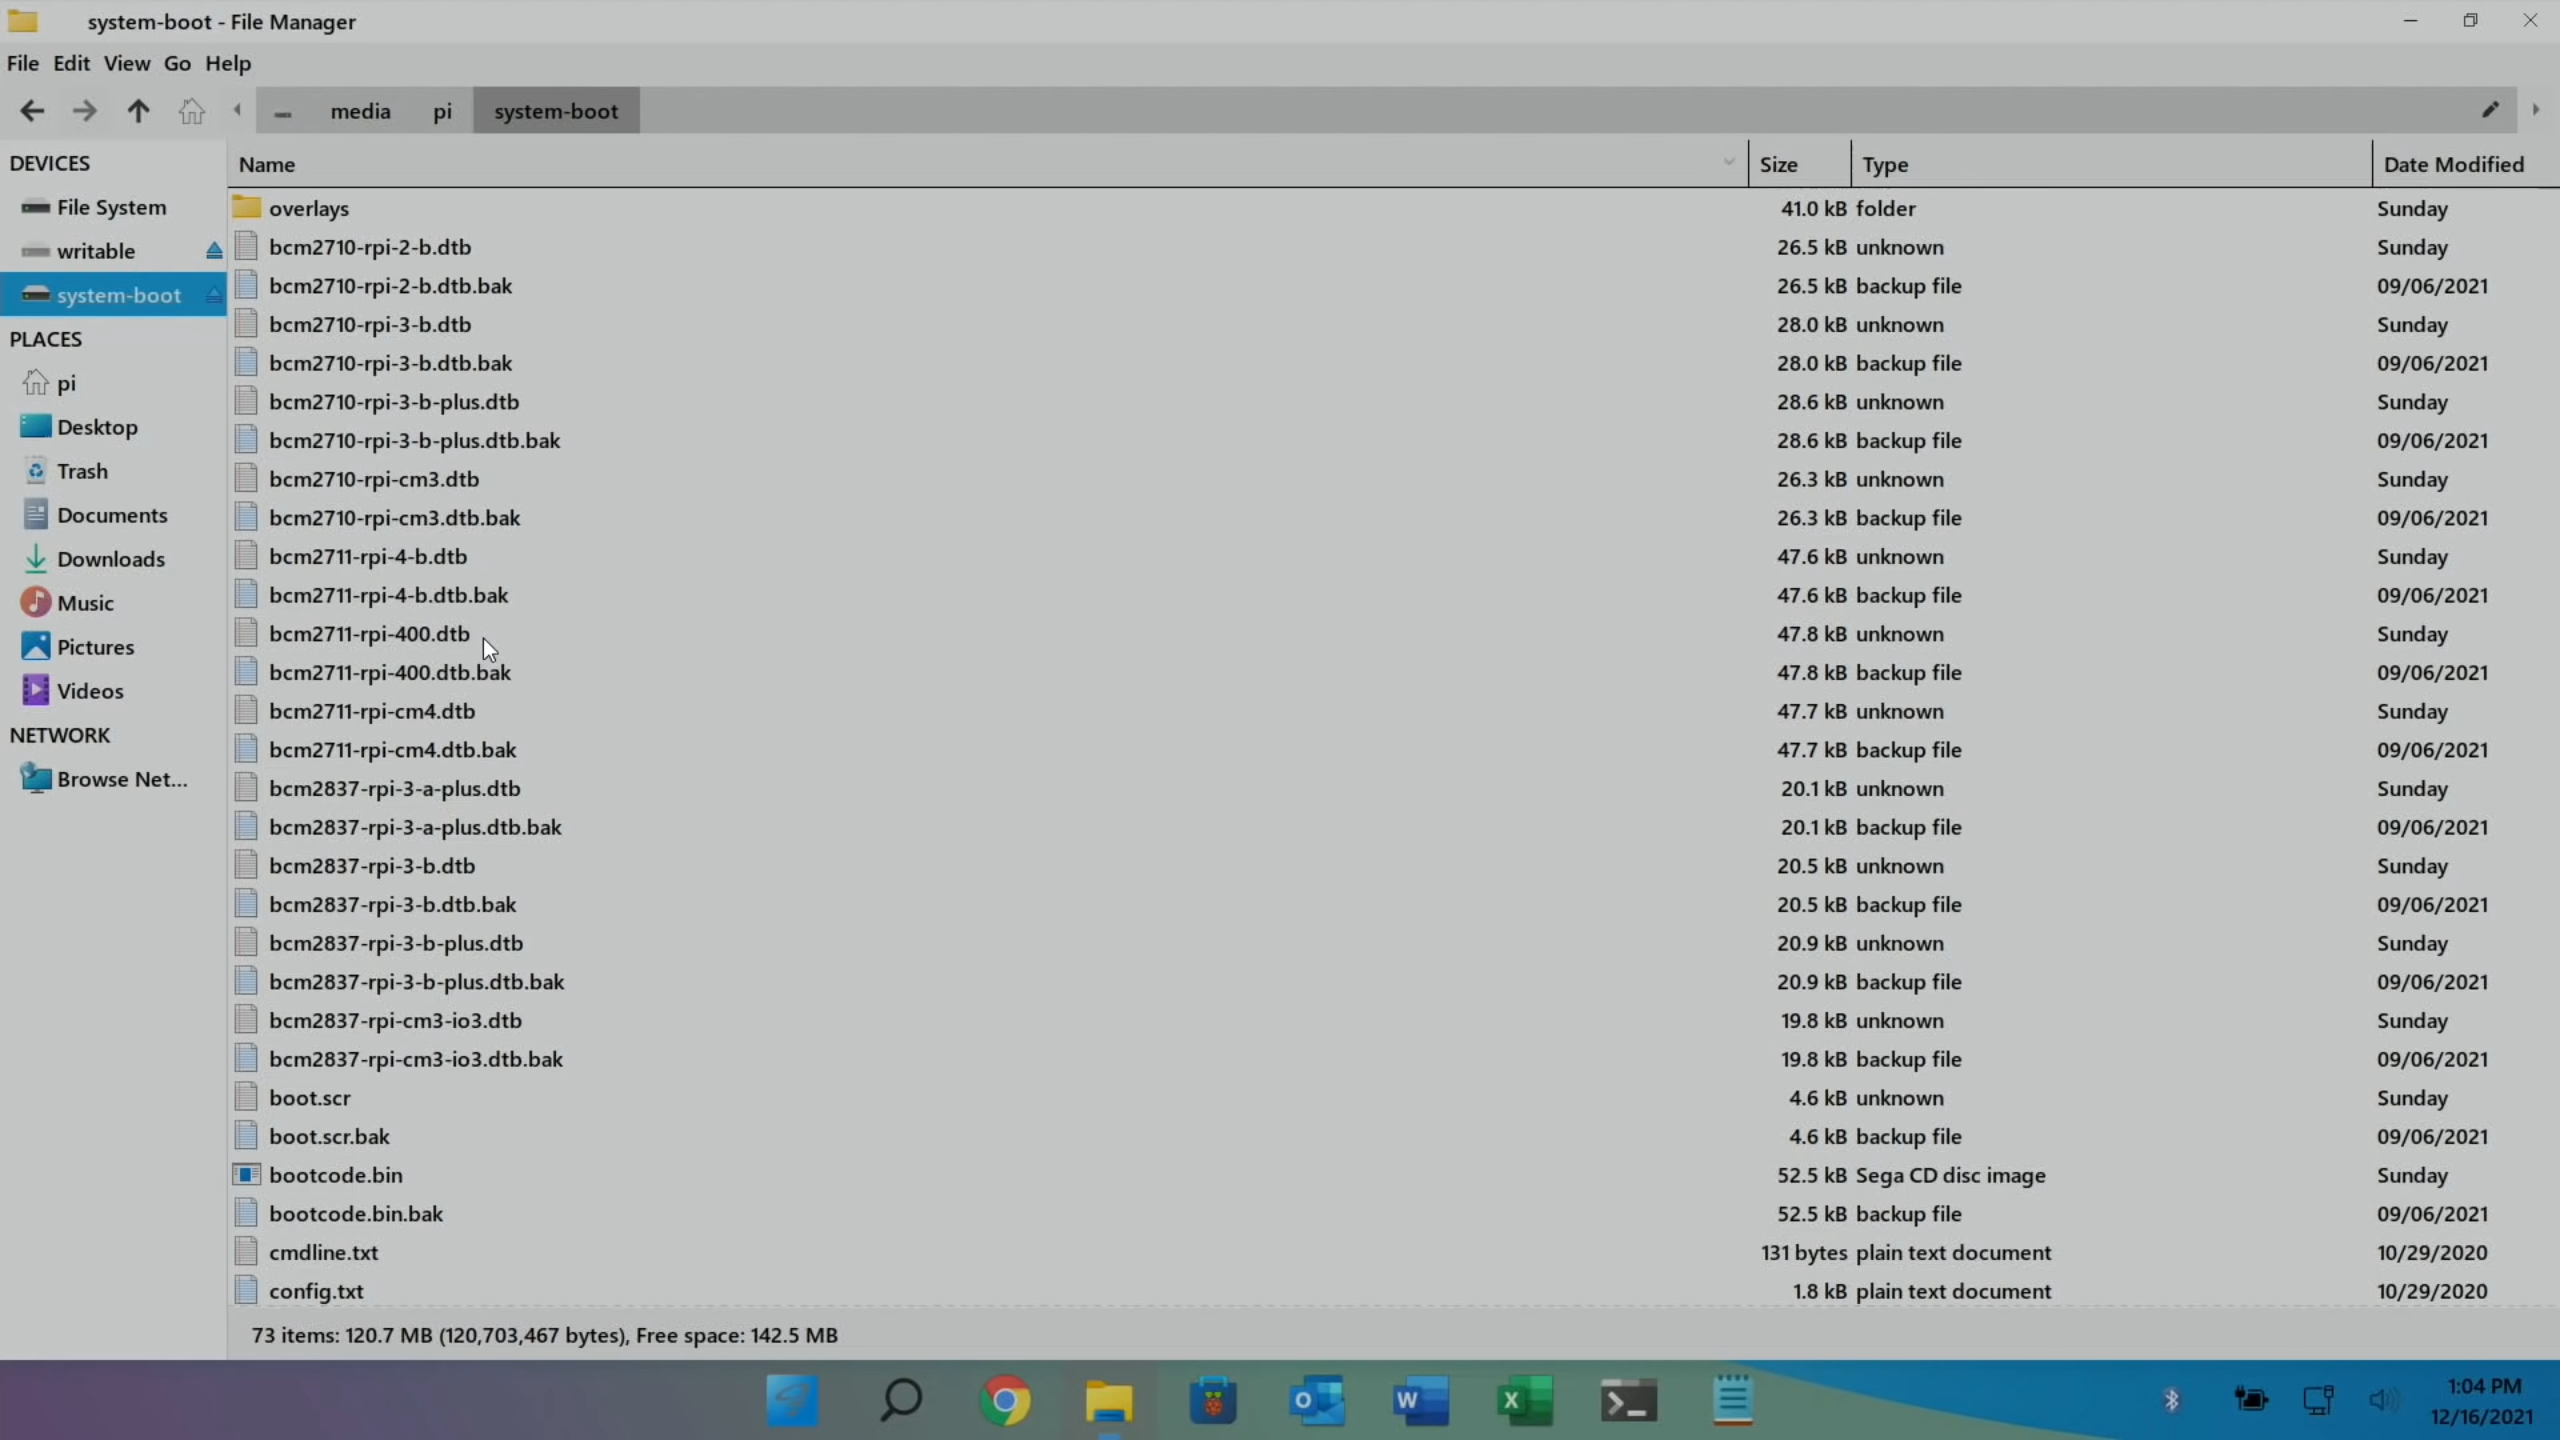 system-boot - File Manager
File Edit View Go Help
media pi system-boot
DEVICES
File System
writable
system-boot
PLACES
pi
Desktop
Trash
Documents
Downloads
Music
Pictures
Videos
NETWORK
Browse Net...
Name Size Type Date Modified
overlays 41.0 kB folder Sunday
bcm2710-rpi-2-b.dtb 26.5 kB unknown Sunday
bcm2710-rpi-2-b.dtb.bak 26.5 kB backup file 09/06/2021
bcm2710-rpi-3-b.dtb 28.0 kB unknown Sunday
bcm2710-rpi-3-b.dtb.bak 28.0 kB backup file 09/06/2021
bcm2710-rpi-3-b-plus.dtb 28.6 kB unknown Sunday
bcm2710-rpi-3-b-plus.dtb.bak 28.6 kB backup file 09/06/2021
bcm2710-rpi-cm3.dtb 26.3 kB unknown Sunday
bcm2710-rpi-cm3.dtb.bak 26.3 kB backup file 09/06/2021
bcm2711-rpi-4-b.dtb 47.6 kB unknown Sunday
bcm2711-rpi-4-b.dtb.bak 47.6 kB backup file 09/06/2021
bcm2711-rpi-400.dtb 47.8 kB unknown Sunday
bcm2711-rpi-400.dtb.bak 47.8 kB backup file 09/06/2021
bcm2711-rpi-cm4.dtb 47.7 kB unknown Sunday
bcm2711-rpi-cm4.dtb.bak 47.7 kB backup file 09/06/2021
bcm2837-rpi-3-a-plus.dtb 20.1 kB unknown Sunday
bcm2837-rpi-3-a-plus.dtb.bak 20.1 kB backup file 09/06/2021
bcm2837-rpi-3-b.dtb 20.5 kB unknown Sunday
bcm2837-rpi-3-b.dtb.bak 20.5 kB backup file 09/06/2021
bcm2837-rpi-3-b-plus.dtb 20.9 kB unknown Sunday
bcm2837-rpi-3-b-plus.dtb.bak 20.9 kB backup file 09/06/2021
bcm2837-rpi-cm3-io3.dtb 19.8 kB unknown Sunday
bcm2837-rpi-cm3-io3.dtb.bak 19.8 kB backup file 09/06/2021
boot.scr 4.6 kB unknown Sunday
boot.scr.bak 4.6 kB backup file 09/06/2021
bootcode.bin 52.5 kB Sega CD disc image Sunday
bootcode.bin.bak 52.5 kB backup file 09/06/2021
cmdline.txt 131 bytes plain text document 10/29/2020
config.txt 1.8 kB plain text document 10/29/2020
73 items: 120.7 MB (120,703,467 bytes), Free space: 142.5 MB
1:04 PM
12/16/2021